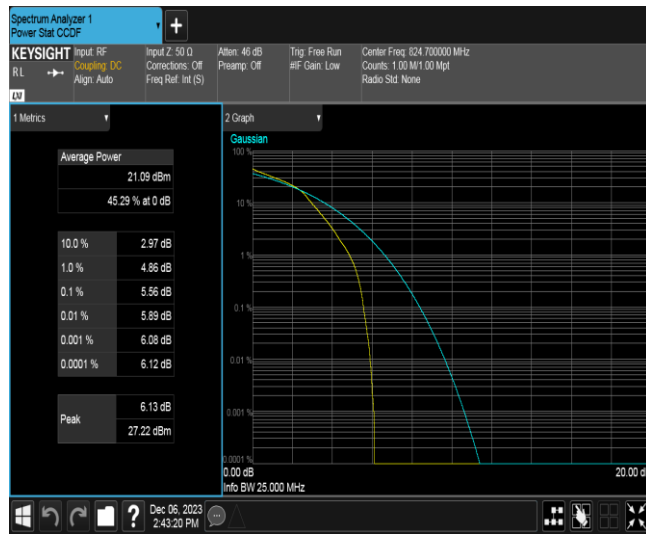 Spectrum Analyzer 1
Power Stat CCDF
+
KEYSIGHT
RL
LXI
Input: RF
Coupling: DC
Align: Auto
Input Z: 50 Ω
Corrections: Off
Freq Ref: Int (S)
Atten: 46 dB
Preamp: Off
Trig: Free Run
#IF Gain: Low
Center Freq: 824.700000 MHz
Counts: 1.00 M/1.00 Mpt
Radio Std: None
1 Metrics
Average Power
21.09 dBm
45.29 % at 0 dB
10.0 % 2.97 dB
1.0 % 4.86 dB
0.1 % 5.56 dB
0.01 % 5.89 dB
0.001 % 6.08 dB
0.0001 % 6.12 dB
Peak
6.13 dB
27.22 dBm
2 Graph
Gaussian
100 %
10 %
1 %
0.1 %
0.01 %
0.001 %
0.0001 %
0.00 dB
20.00 d
Info BW 25.000 MHz
?
Dec 06, 2023
2:43:20 PM